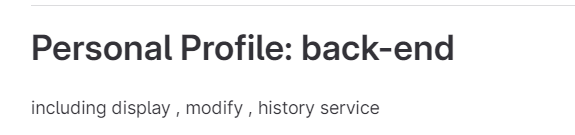 Personal Profile: back-end
including display , modify , history service